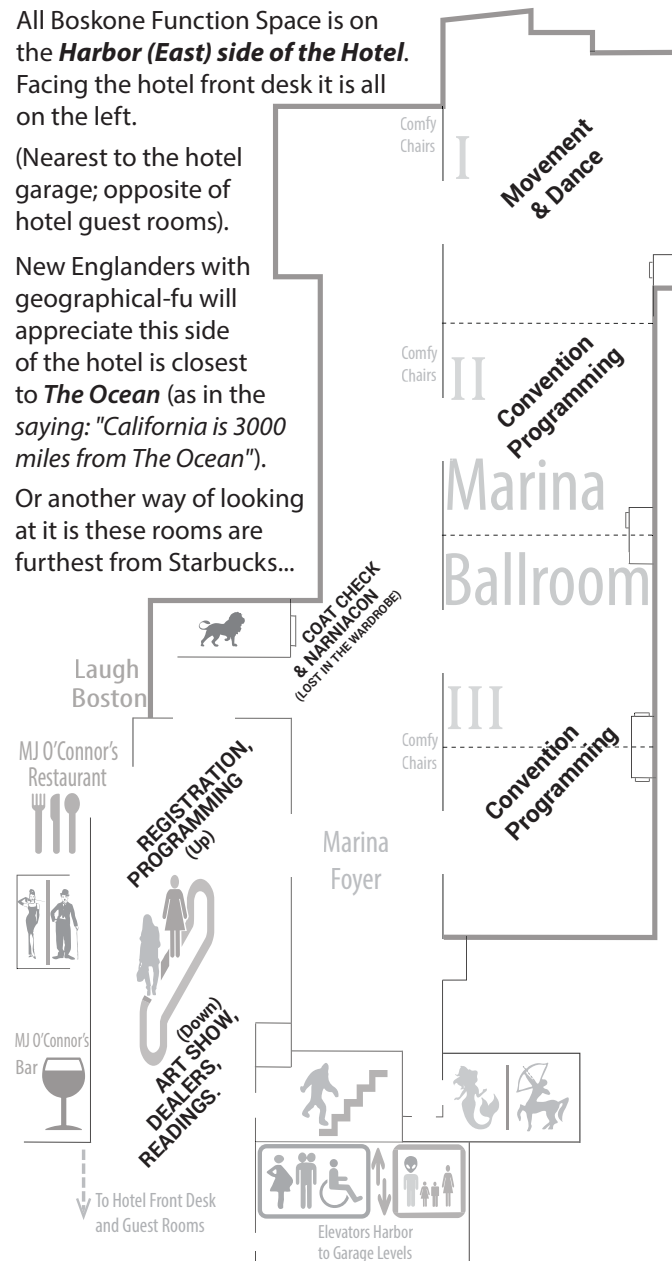 All Boskone Function Space is on
the Harbor (East) side of the Hotel.
Facing the hotel front desk it is all
on the left.
(Nearest to the hotel
garage; opposite of
hotel guest rooms).
New Englanders with
geographical-fu will
appreciate this side
of the hotel is closest
to The Ocean (as in the
saying: "California is 3000
miles from The Ocean").
Or another way of looking
at it is these rooms are
furthest from Starbucks...
Comfy
Chairs
I
Movement
& Dance
Comfy
Chairs
II
Convention
Programming
Marina
Ballroom
COAT CHECK
& NARNIACON
(LOST IN THE WARDROBE)
Laugh
Boston
III
Comfy
Chairs
Convention
Programming
MJ O'Connor's
Restaurant
REGISTRATION,
PROGRAMMING
(Up)
Marina
Foyer
(Down)
ART SHOW,
DEALERS,
READINGS.
MJ O'Connor's
Bar
To Hotel Front Desk
and Guest Rooms
Elevators Harbor
to Garage Levels